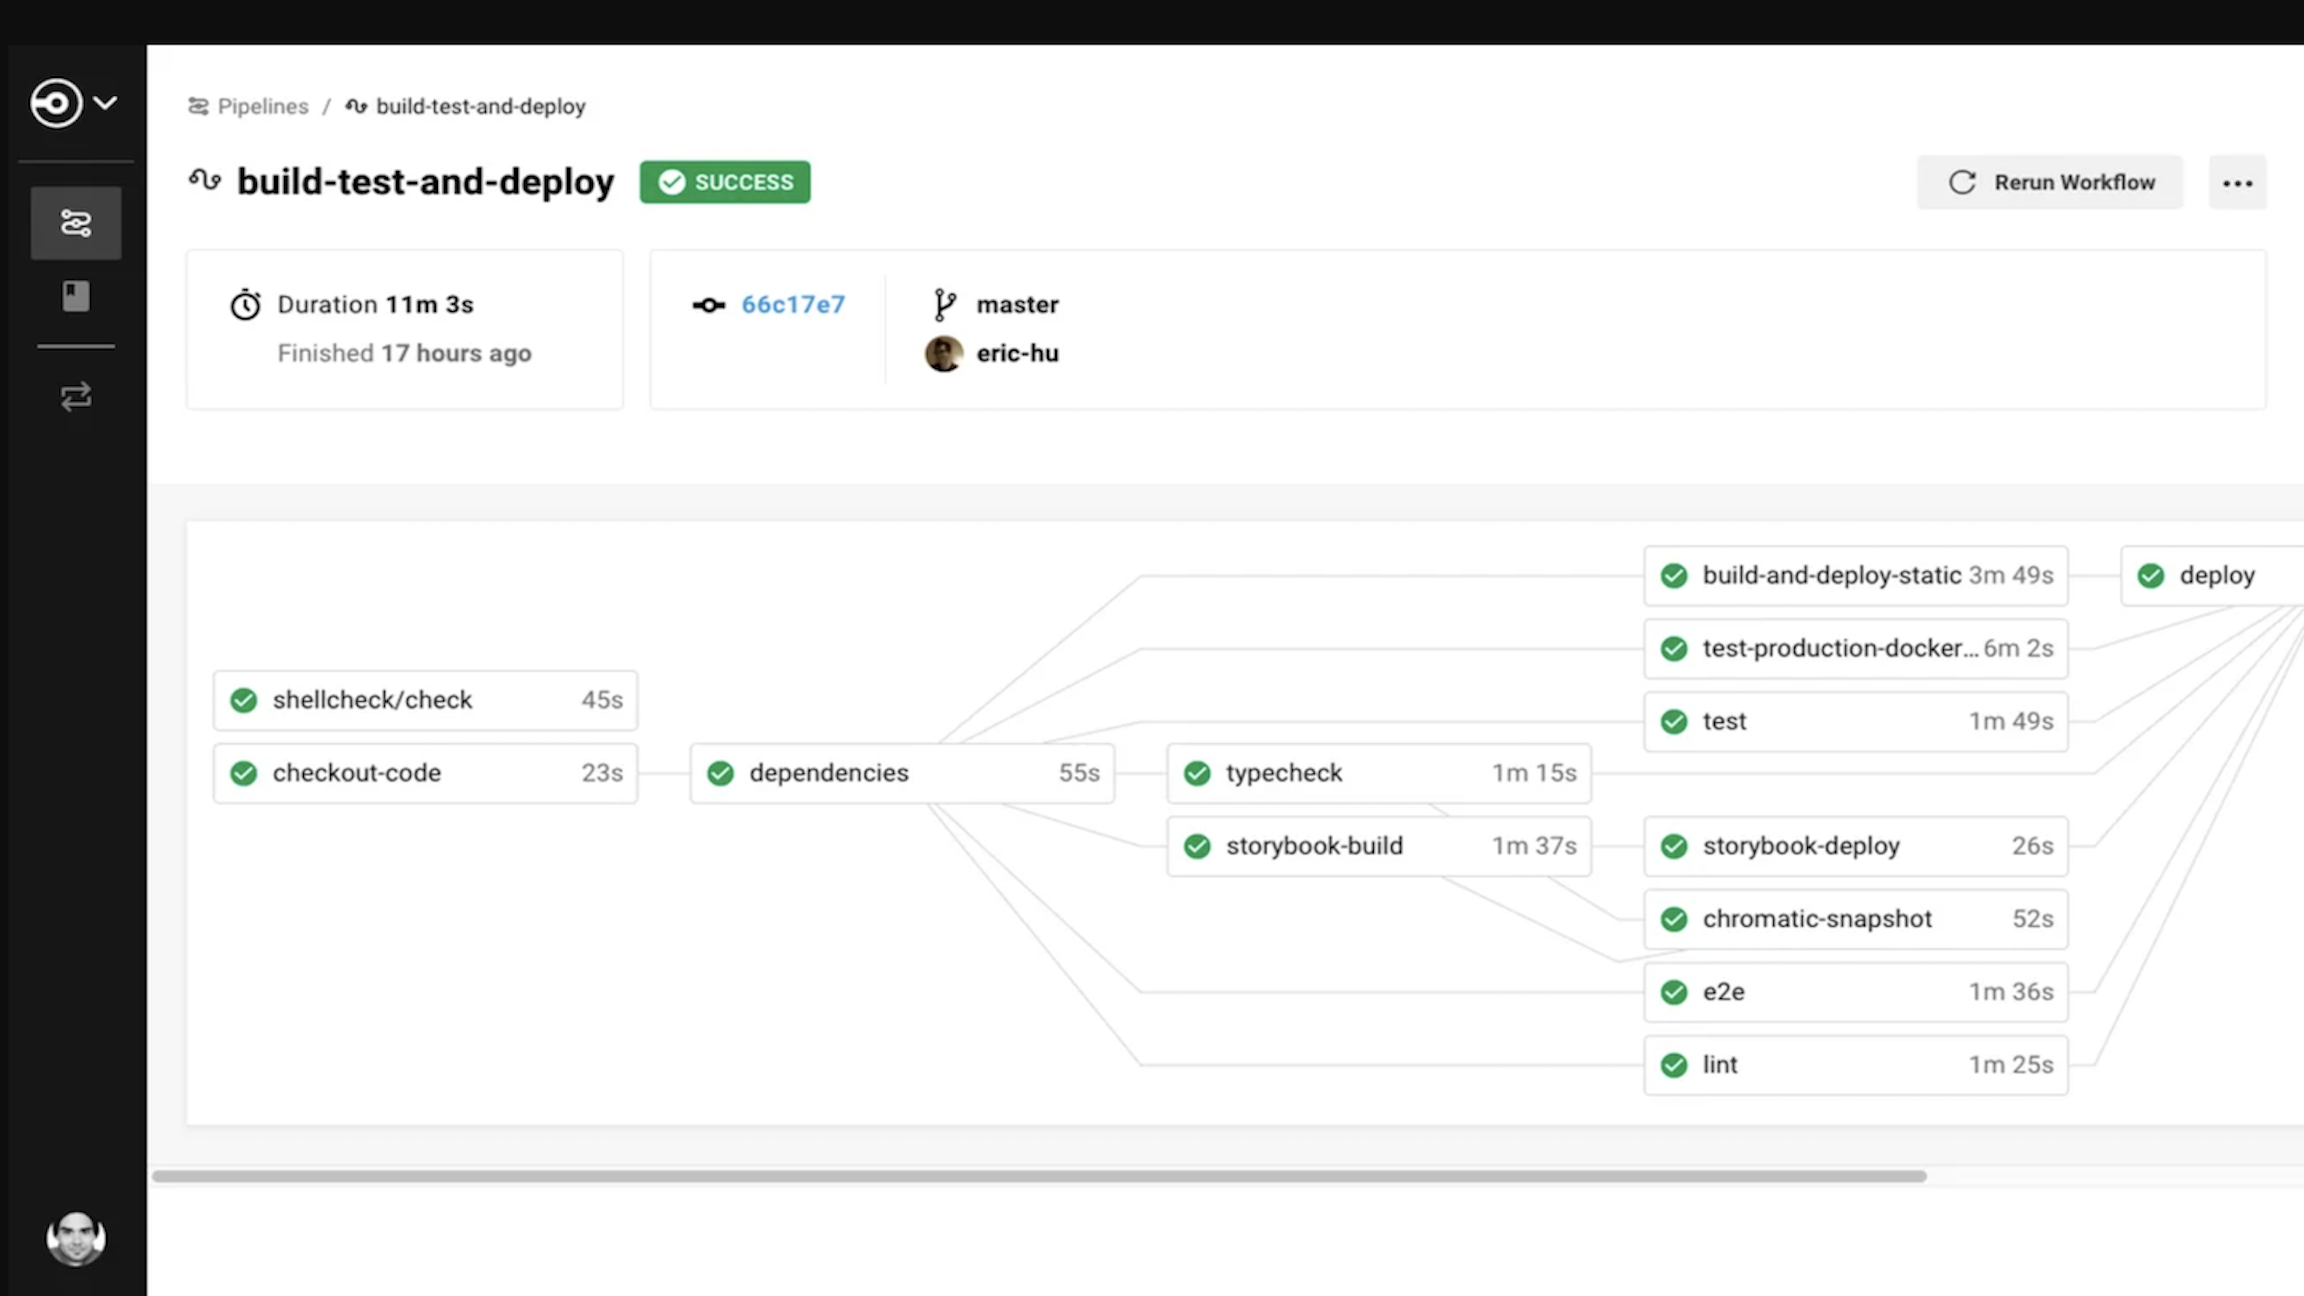 Pipelines / build-test-and-deploy
build-test-and-deploy
SUCCESS
Rerun Workflow
Duration 11m 3s
Finished 17 hours ago
66c17e7
master
eric-hu
shellcheck/check 45s
checkout-code 23s
dependencies 55s
typecheck 1m 15s
storybook-build 1m 37s
build-and-deploy-static 3m 49s
test-production-docker... 6m 2s
test 1m 49s
storybook-deploy 26s
chromatic-snapshot 52s
e2e 1m 36s
lint 1m 25s
deploy